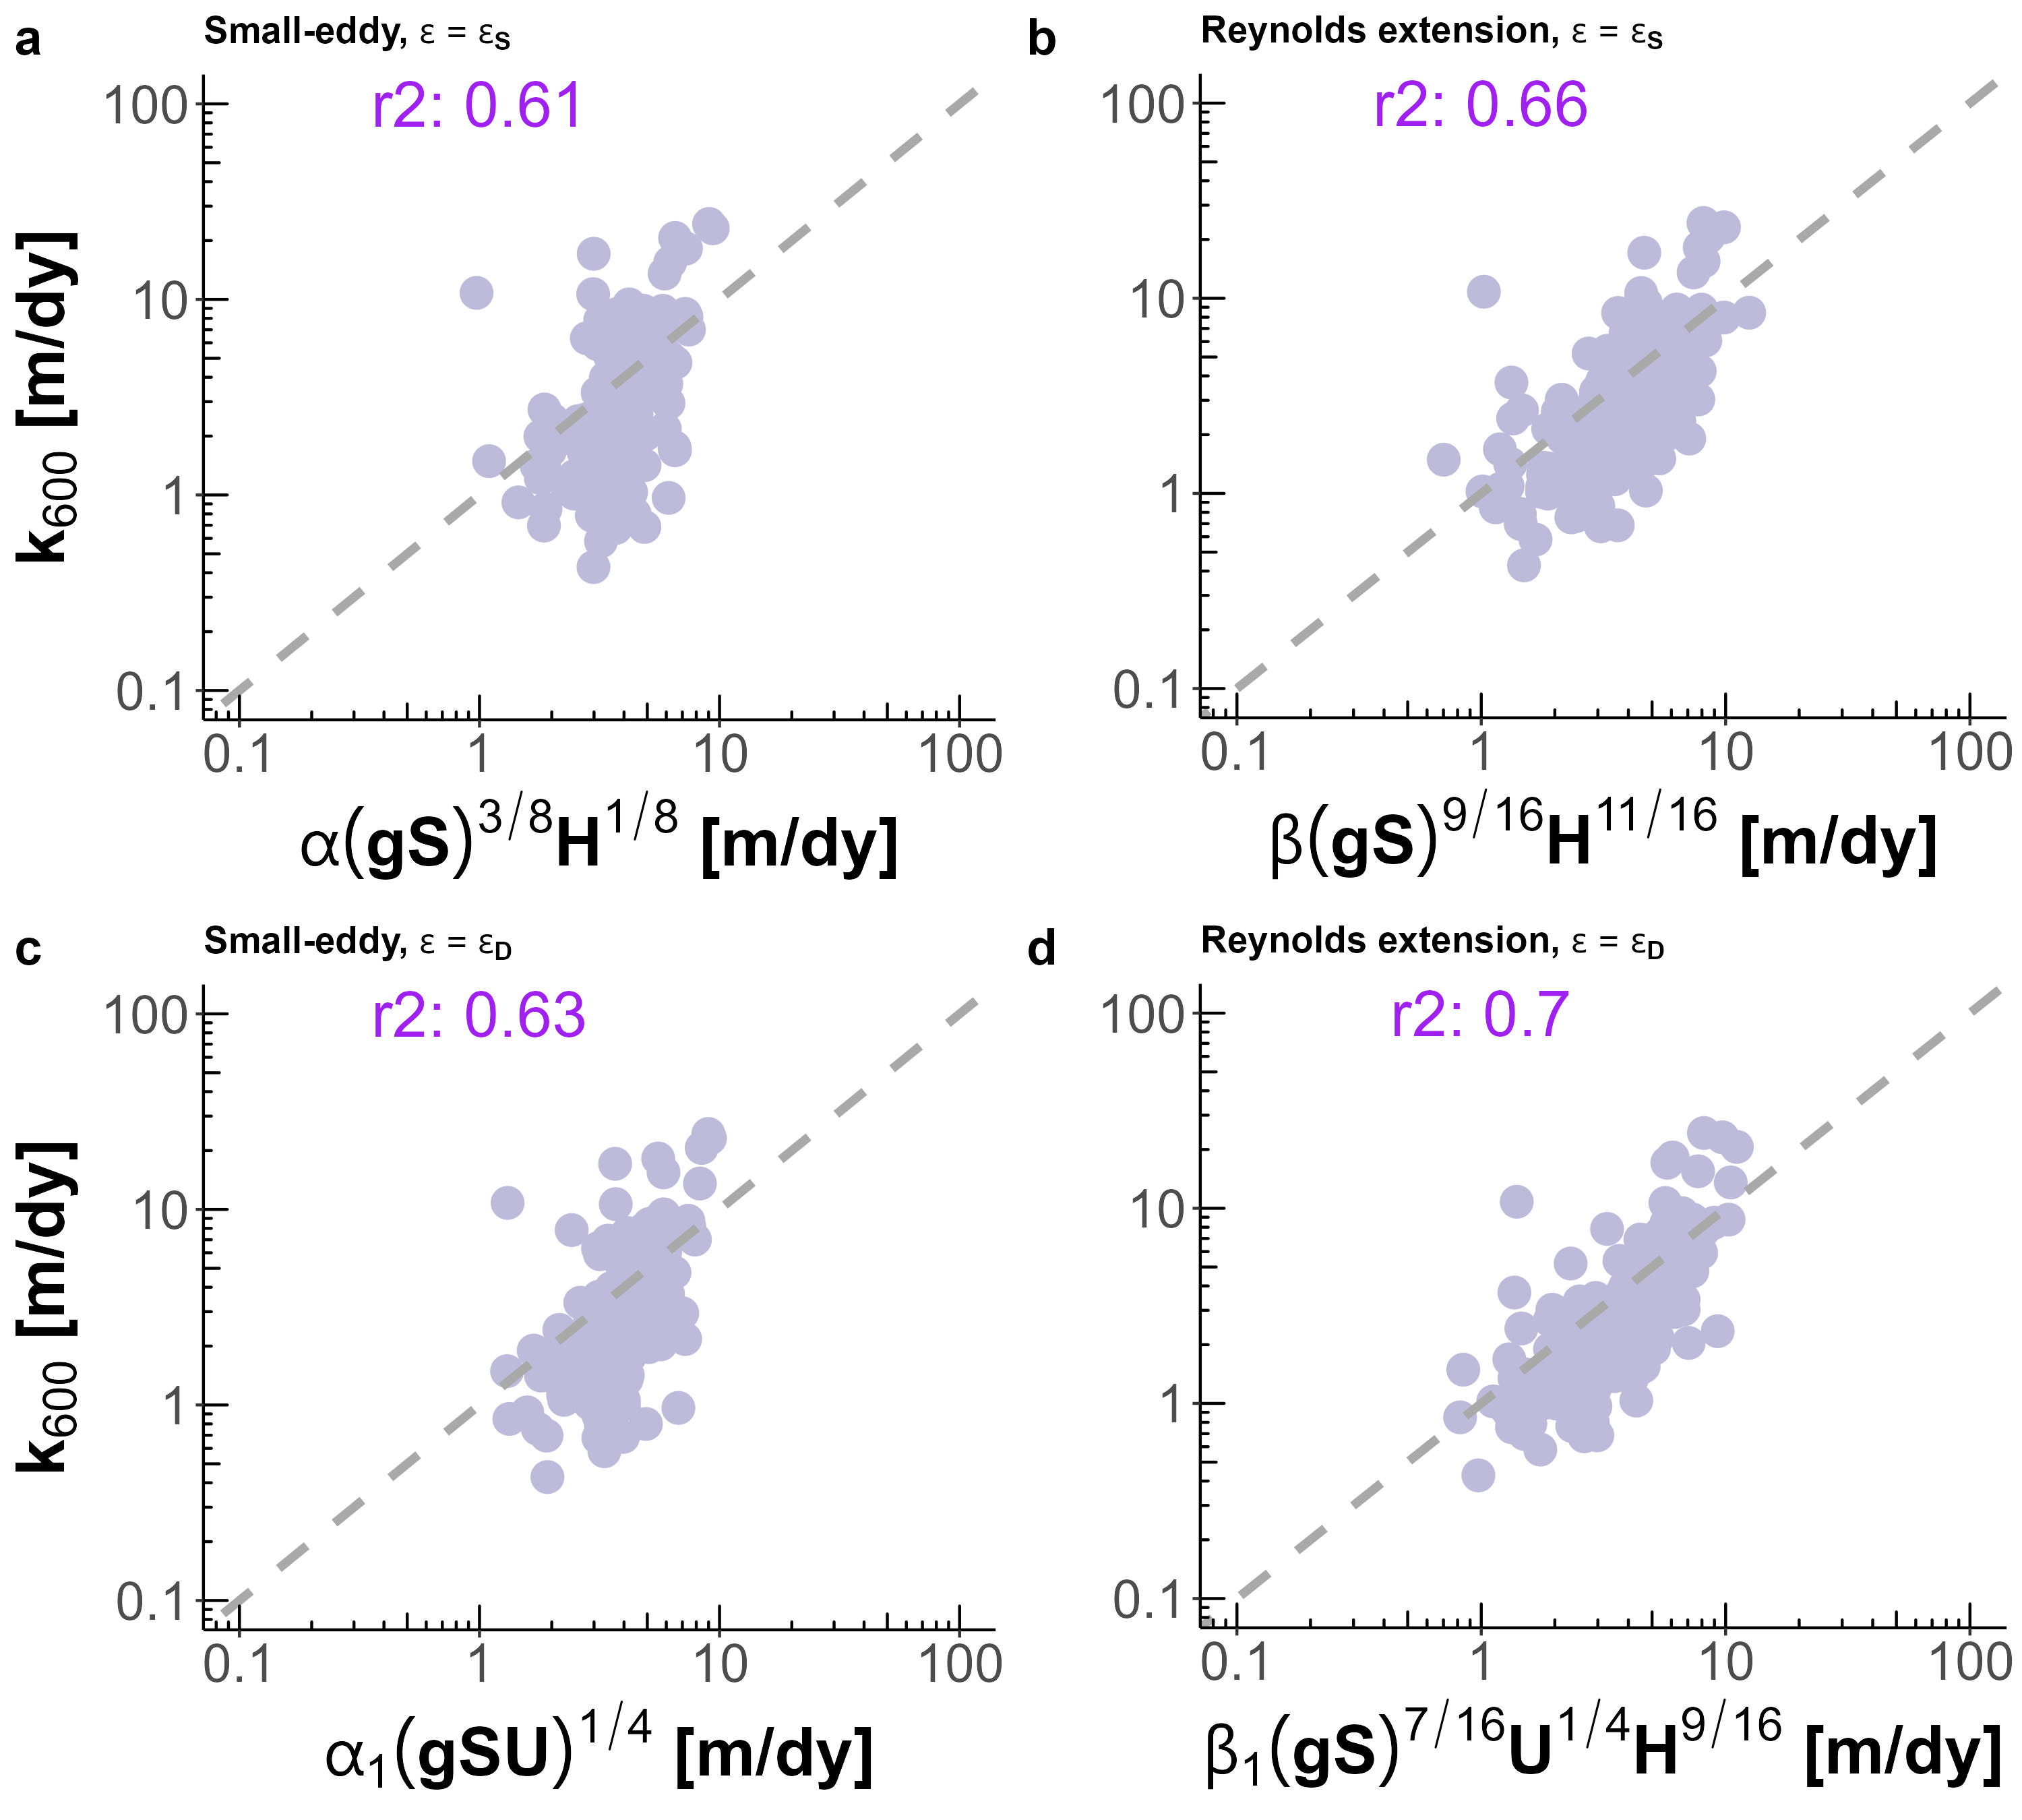 a Small-eddy, ε = εS
r2: 0.61
100
10
1
0.1
k600 [m/dy]
0.1 1 10 100
α(gS)3/8H1/8 [m/dy]
b Reynolds extension, ε = εS
r2: 0.66
100
10
1
0.1
0.1 1 10 100
β(gS)9/16H11/16 [m/dy]
c Small-eddy, ε = εD
r2: 0.63
100
10
1
0.1
k600 [m/dy]
0.1 1 10 100
α1(gSU)1/4 [m/dy]
d Reynolds extension, ε = εD
r2: 0.7
100
10
1
0.1
0.1 1 10 100
β1(gS)7/16U1/4H9/16 [m/dy]